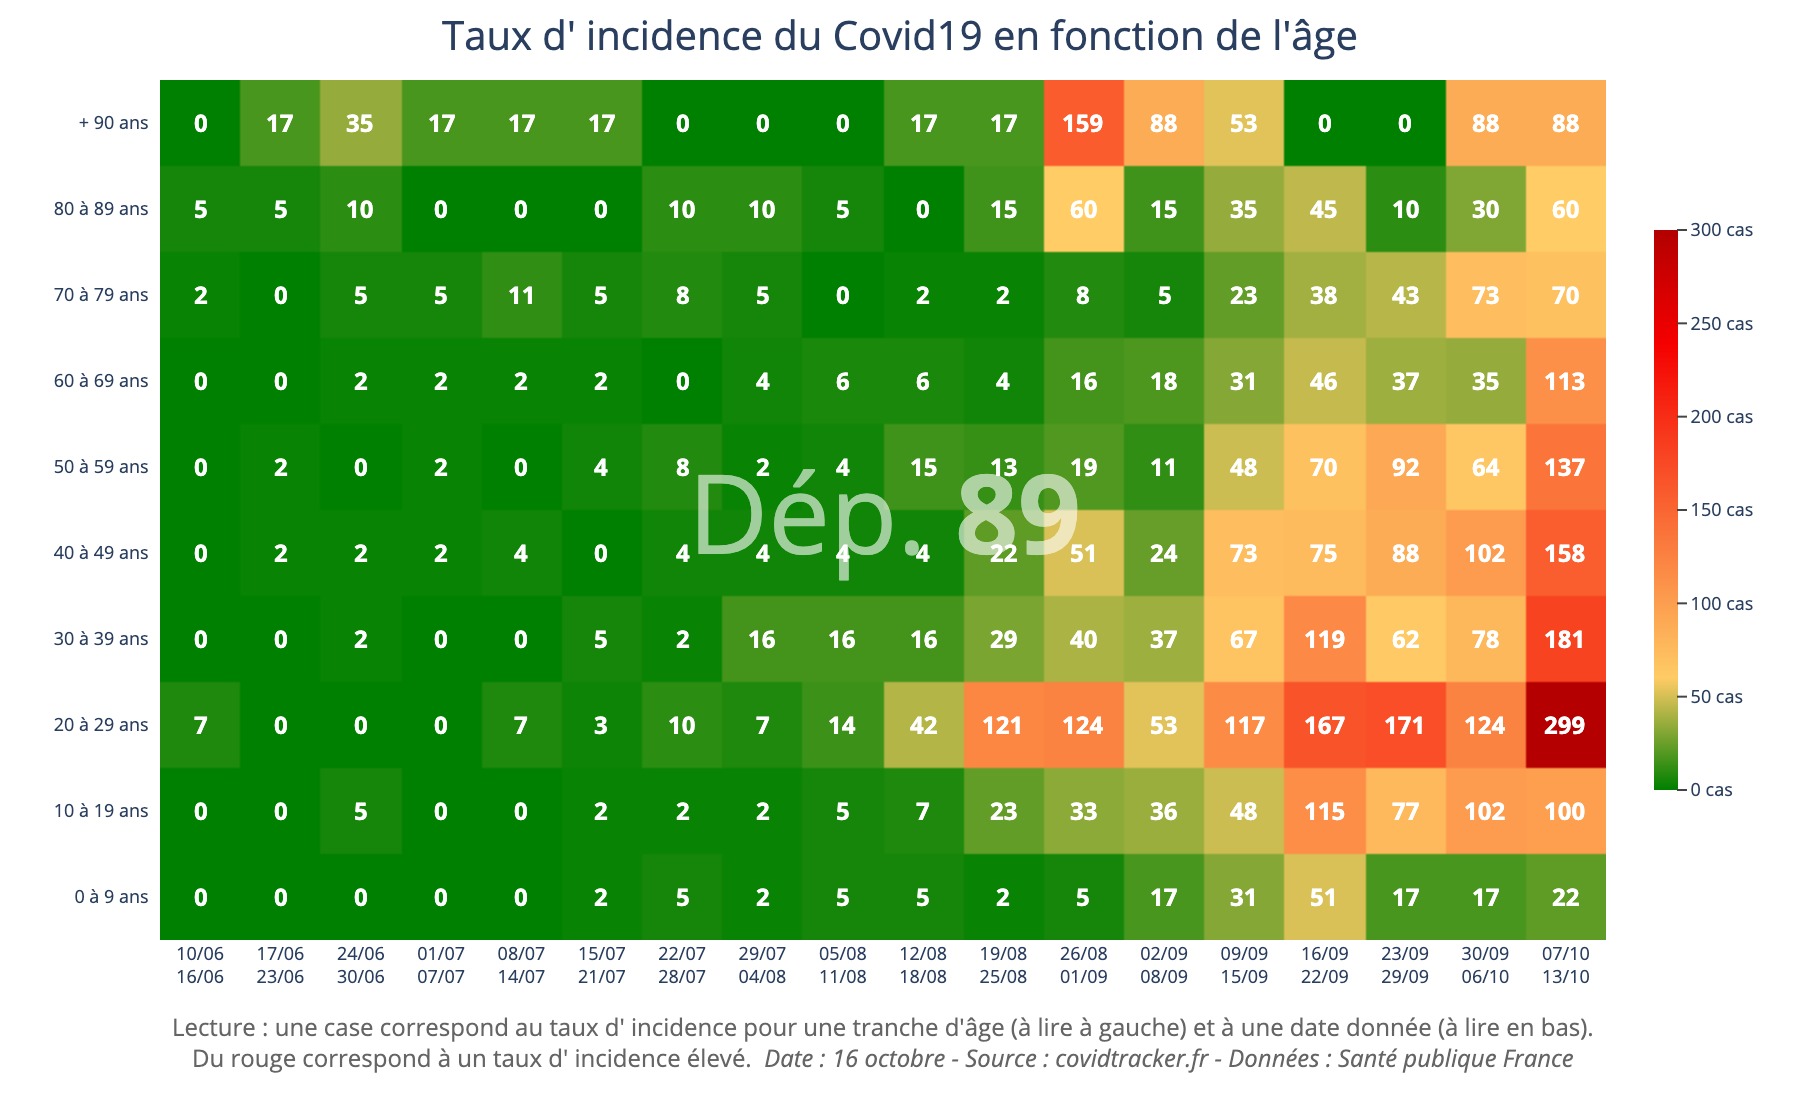 Taux d' incidence du Covid19 en fonction de l'âge
+ 90 ans 0 17 35 17 17 17 0 0 0 17 17 159 88 53 0 0 88 88
80 à 89 ans 5 5 10 0 0 0 10 10 5 0 15 60 15 35 45 10 30 60
70 à 79 ans 2 0 5 5 11 5 8 5 0 2 2 8 5 23 38 43 73 70
60 à 69 ans 0 0 2 2 2 2 0 4 6 6 4 16 18 31 46 37 35 113
50 à 59 ans 0 2 0 2 0 4 8 2 4 15 13 19 11 48 70 92 64 137
Dép. 89
40 à 49 ans 0 2 2 2 4 0 4 4 4 4 22 51 24 73 75 88 102 158
30 à 39 ans 0 0 2 0 0 5 2 16 16 16 29 40 37 67 119 62 78 181
20 à 29 ans 7 0 0 0 7 3 10 7 14 42 121 124 53 117 167 171 124 299
10 à 19 ans 0 0 5 0 0 2 2 2 5 7 23 33 36 48 115 77 102 100
0 à 9 ans 0 0 0 0 0 2 5 2 5 5 2 5 17 31 51 17 17 22
10/06 17/06 24/06 01/07 08/07 15/07 22/07 29/07 05/08 12/08 19/08 26/08 02/09 09/09 16/09 23/09 30/09 07/10
16/06 23/06 30/06 07/07 14/07 21/07 28/07 04/08 11/08 18/08 25/08 01/09 08/09 15/09 22/09 29/09 06/10 13/10
300 cas
250 cas
200 cas
150 cas
100 cas
50 cas
0 cas
Lecture : une case correspond au taux d' incidence pour une tranche d'âge (à lire à gauche) et à une date donnée (à lire en bas).
Du rouge correspond à un taux d' incidence élevé. Date : 16 octobre - Source : covidtracker.fr - Données : Santé publique France